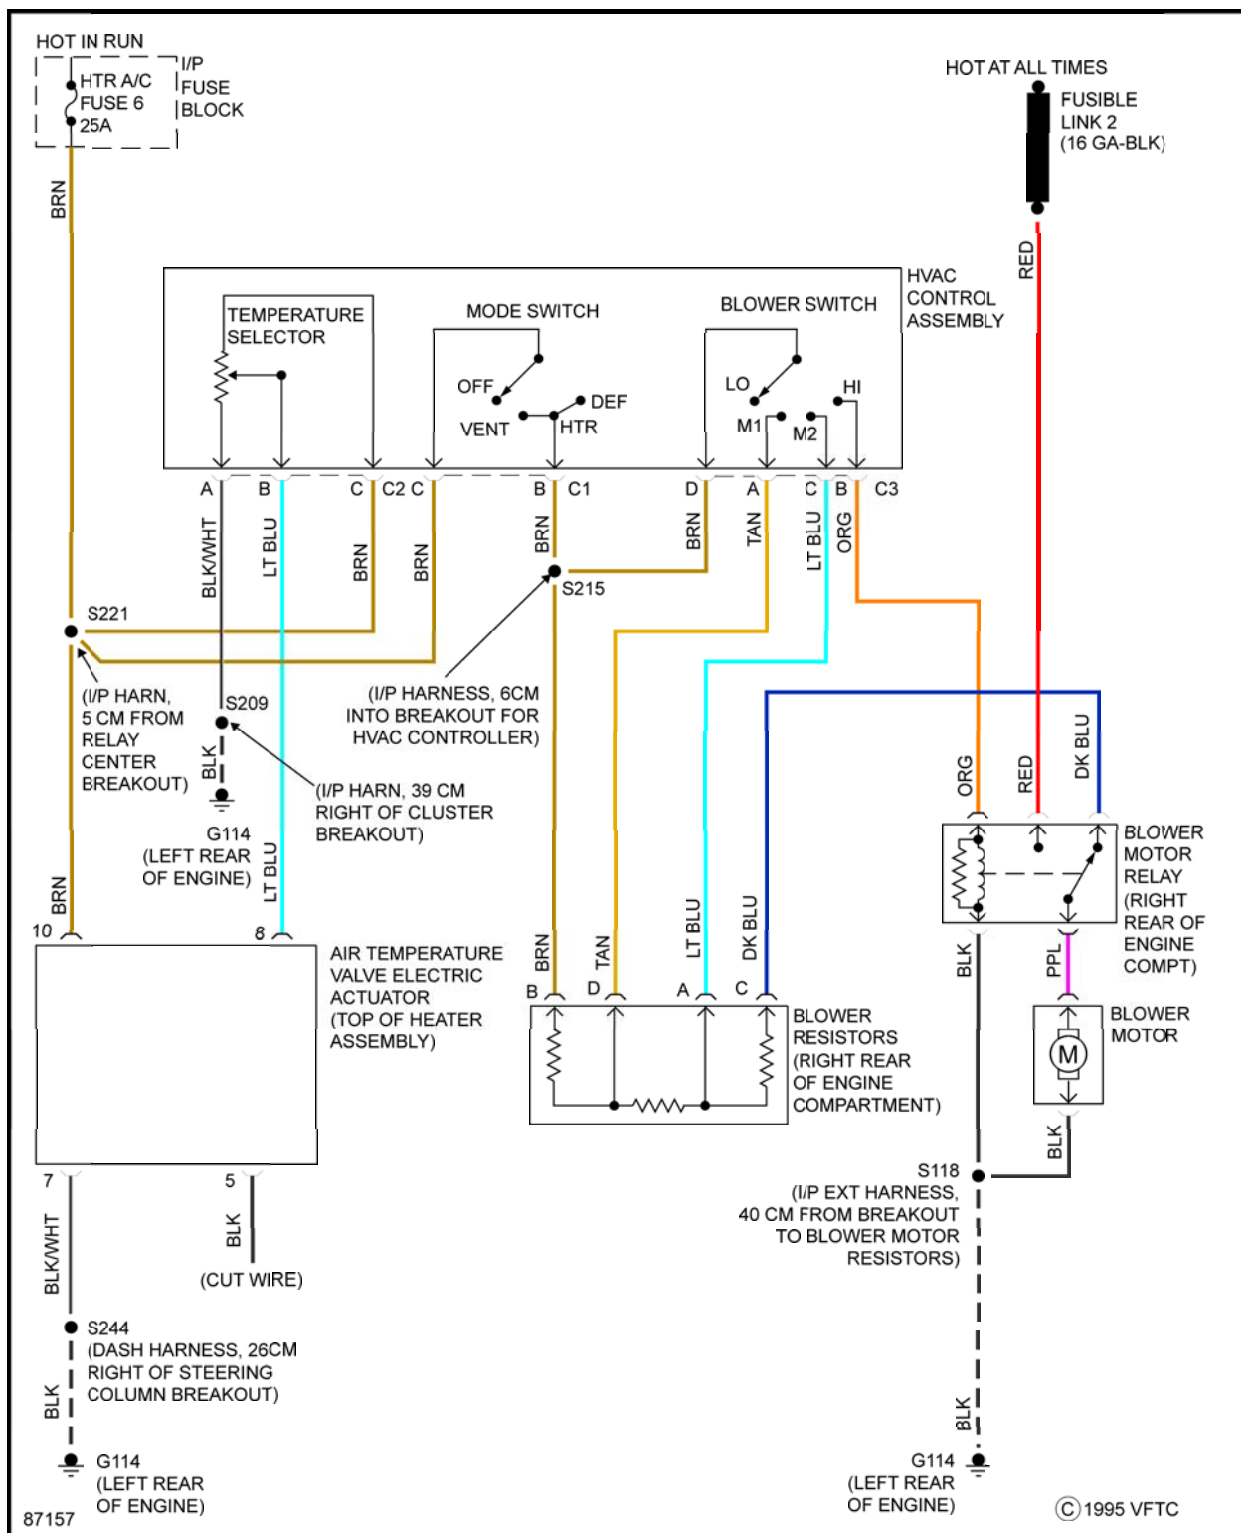 HOT IN RUN
HTR A/C
FUSE 6
25A
I/P
FUSE
BLOCK
HOT AT ALL TIMES
FUSIBLE
LINK 2
(16 GA-BLK)
BRN
RED
HVAC
CONTROL
ASSEMBLY
TEMPERATURE
SELECTOR
MODE SWITCH
OFF
VENT
HTR
DEF
BLOWER SWITCH
LO
M1
M2
HI
A
B
C
C2
C
B
C1
D
A
C
B
C3
BLK/WHT
LT BLU
BRN
BRN
BRN
BRN
TAN
LT BLU
ORG
S221
S215
(I/P HARN,
5 CM FROM
RELAY
CENTER
BREAKOUT)
S209
BLK
(I/P HARNESS, 6CM
INTO BREAKOUT FOR
HVAC CONTROLLER)
(I/P HARN, 39 CM
RIGHT OF CLUSTER
BREAKOUT)
G114
(LEFT REAR
OF ENGINE)
ORG
RED
DK BLU
BLOWER
MOTOR
RELAY
(RIGHT
REAR OF
ENGINE
COMPT)
BRN
LT BLU
10
8
AIR TEMPERATURE
VALVE ELECTRIC
ACTUATOR
(TOP OF HEATER
ASSEMBLY)
BRN
TAN
LT BLU
DK BLU
B
D
A
C
BLOWER
RESISTORS
(RIGHT REAR
OF ENGINE
COMPARTMENT)
BLK
PPL
BLOWER
MOTOR
M
BLK
7
5
BLK/WHT
BLK
(CUT WIRE)
S118
(I/P EXT HARNESS,
40 CM FROM BREAKOUT
TO BLOWER MOTOR
RESISTORS)
S244
(DASH HARNESS, 26CM
RIGHT OF STEERING
COLUMN BREAKOUT)
BLK
G114
(LEFT REAR
OF ENGINE)
BLK
G114
(LEFT REAR
OF ENGINE)
87157
© 1995 VFTC